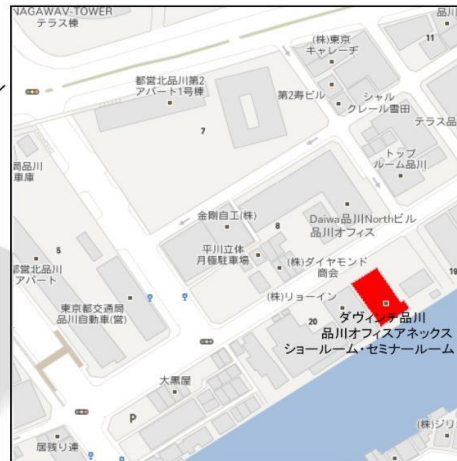 NAGAWAV-TOWER
テラス棟
品川
(株)東京
キャレーヂ
11
都営北品川第2
アパート1号棟
第2寿ビル
シャル
クレール雪田
テラス品
7
トップ
ルーム品川
局品川
車庫
金剛自工(株)
Daiwa品川Northビル
品川オフィス
平川立体
月極駐車場
8
(株)ダイヤモンド
商会
5
都営北品川
アパート
19
(株)リョーイン
東京都交通局
品川自動車(営)
20
ダヴィンチ品川
品川オフィスアネックス
ショールーム・セミナールーム
大黒屋
P
居残り連
(株)ジリ